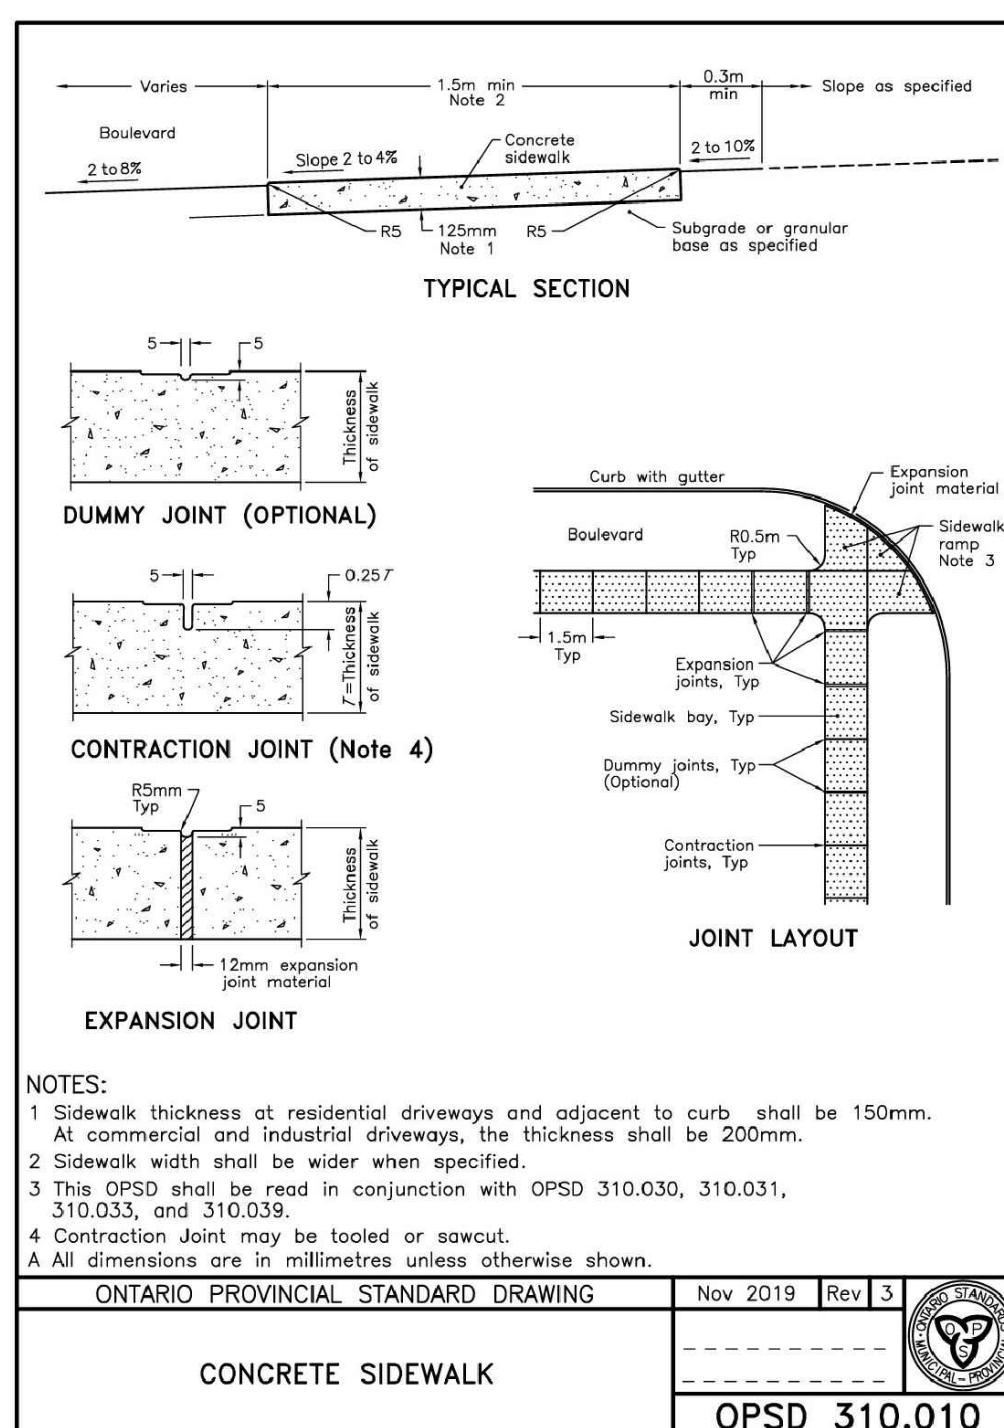 Varies
1.5m min
Note 2
0.3m
min
Slope as specified
Boulevard
2 to 8%
Slope 2 to 4%
Concrete
sidewalk
2 to 10%
R5
125mm
Note 1
R5
Subgrade or granular
base as specified
TYPICAL SECTION
5
5
Thickness
of sidewalk
DUMMY JOINT (OPTIONAL)
5
0.25T
T=Thickness
of sidewalk
CONTRACTION JOINT (Note 4)
R5mm
Typ
5
Thickness
of sidewalk
12mm expansion
joint material
EXPANSION JOINT
Curb with gutter
Expansion
joint material
Boulevard
R0.5m
Typ
Sidewalk
ramp
Note 3
1.5m
Typ
Expansion
joints, Typ
Sidewalk bay, Typ
Dummy joints, Typ
(Optional)
Contraction
joints, Typ
JOINT LAYOUT
NOTES:
1 Sidewalk thickness at residential driveways and adjacent to curb shall be 150mm.
At commercial and industrial driveways, the thickness shall be 200mm.
2 Sidewalk width shall be wider when specified.
3 This OPSD shall be read in conjunction with OPSD 310.030, 310.031,
310.033, and 310.039.
4 Contraction Joint may be tooled or sawcut.
A All dimensions are in millimetres unless otherwise shown.
ONTARIO PROVINCIAL STANDARD DRAWING
Nov 2019
Rev
3
ONTARIO STANDARDS
MUNICIPAL - PROVINCIAL
O P
S
CONCRETE SIDEWALK
OPSD 310.010